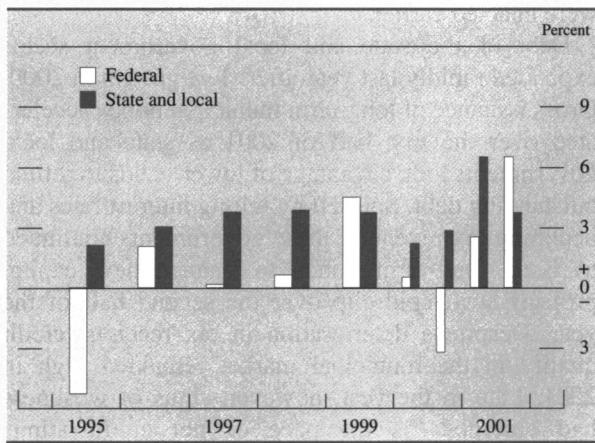 Percent
Federal
State and local
9
6
3
+
0
−
3
1995 1997 1999 2001